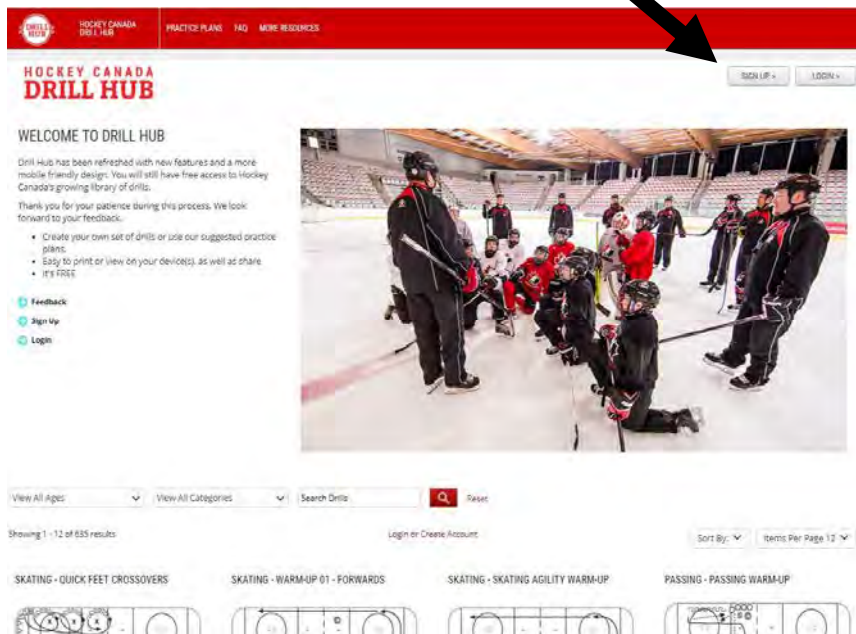 DRILL HUB
HOCKEY CANADA
DRILL HUB
PRACTICE PLANS FAQ MORE RESOURCES
HOCKEY CANADA
DRILL HUB
SIGN UP » LOGIN »
WELCOME TO DRILL HUB
Drill Hub has been refreshed with new features and a more
mobile friendly design. You will still have free access to Hockey
Canada's growing library of drills.
Thank you for your patience during this process. We look
forward to your feedback.
• Create your own set of drills or use our suggested practice
plans.
• Easy to print or view on your device(s), as well as share
• It's FREE
Feedback
Sign Up
Login
View All Ages View All Categories Search Drills Reset
Showing 1 - 12 of 635 results Login or Create Account Sort By: Items Per Page 12
SKATING - QUICK FEET CROSSOVERS SKATING - WARM-UP 01 - FORWARDS SKATING - SKATING AGILITY WARM-UP PASSING - PASSING WARM-UP